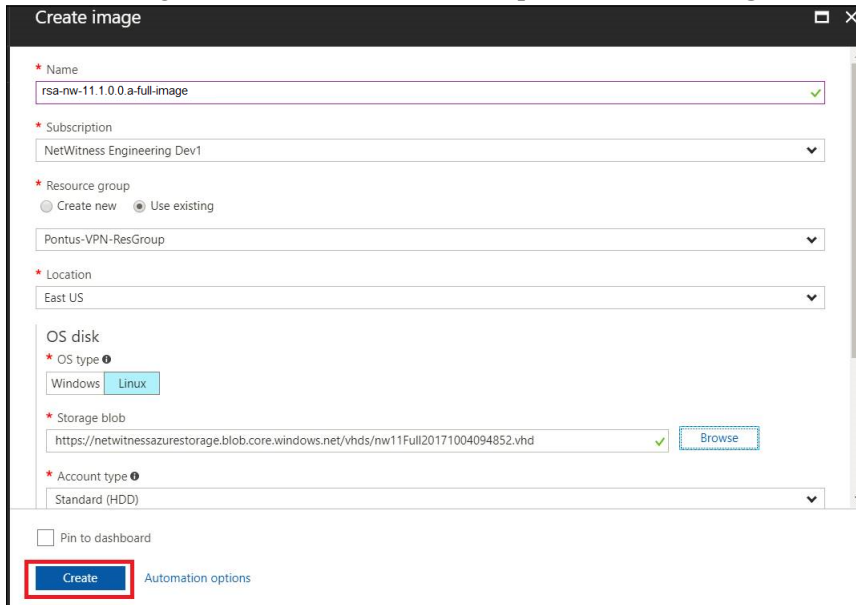 Create image
* Name
rsa-nw-11.1.0.0.a-full-image
* Subscription
NetWitness Engineering Dev1
* Resource group
Create new Use existing
Pontus-VPN-ResGroup
* Location
East US
OS disk
* OS type
Windows Linux
* Storage blob
https://netwitnessazurestorage.blob.core.windows.net/vhds/nw11Full20171004094852.vhd Browse
* Account type
Standard (HDD)
Pin to dashboard
Create Automation options